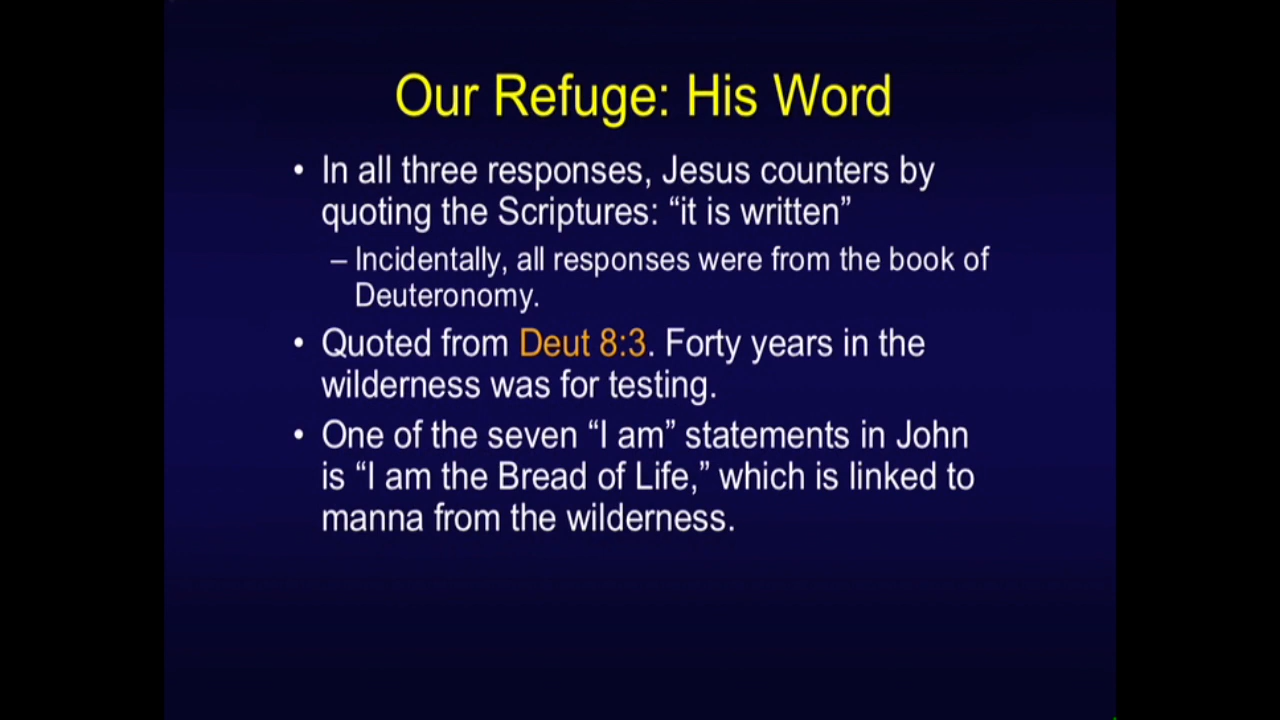 Our Refuge: His Word
• In all three responses, Jesus counters by
quoting the Scriptures: “it is written”
– Incidentally, all responses were from the book of
Deuteronomy.
• Quoted from Deut 8:3. Forty years in the
wilderness was for testing.
• One of the seven “I am” statements in John
is “I am the Bread of Life,” which is linked to
manna from the wilderness.